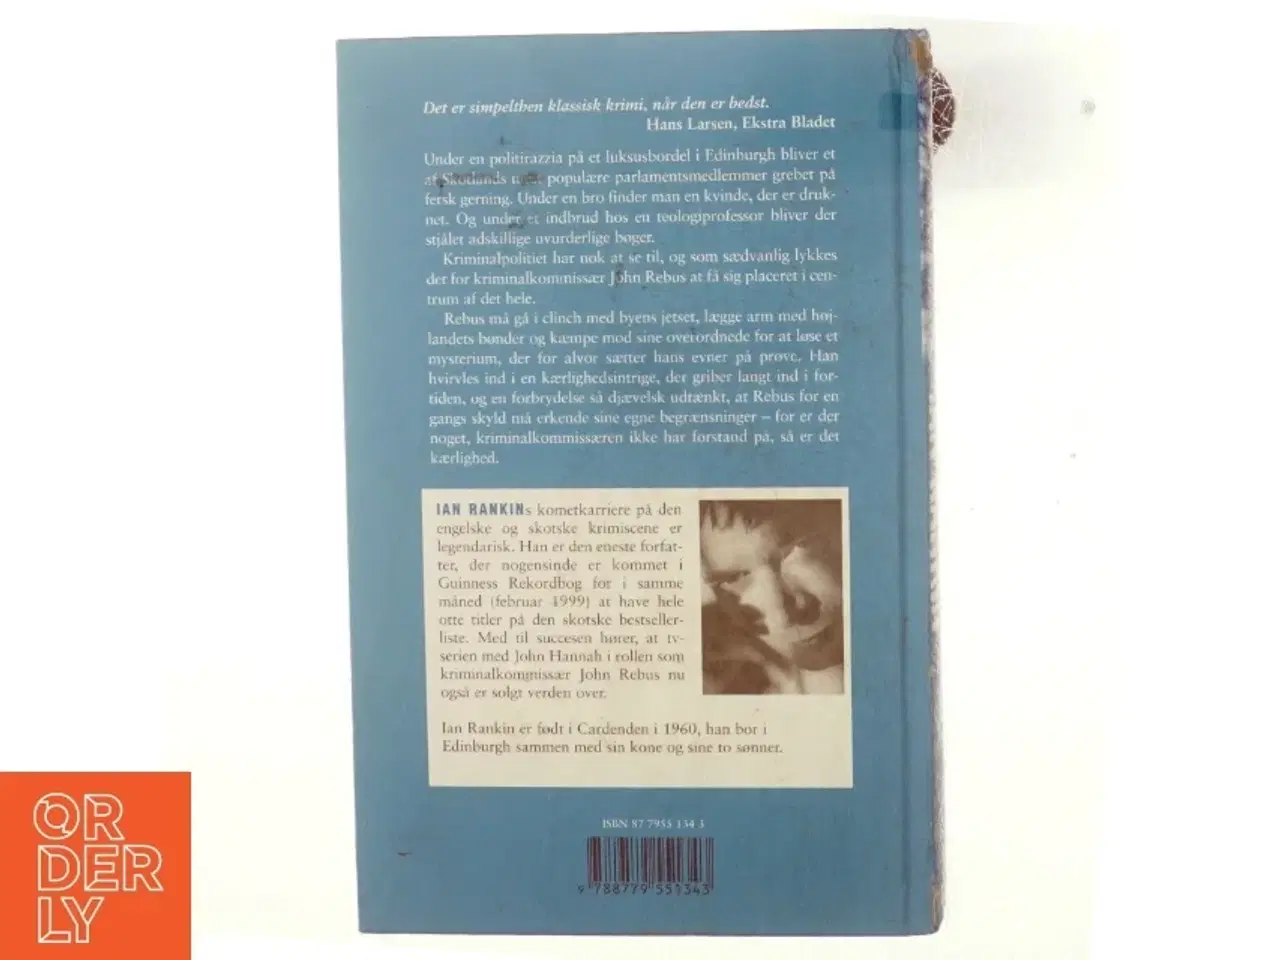 Det er simpelthen klassisk krimi, når den er bedst.
Hans Larsen, Ekstra Bladet
Under en politirazzia på et luksusbordel i Edinburgh bliver et
af Skotlands populære parlamentsmedlemmer grebet på
fersk gerning. Under en bro finder man en kvinde, der er druk-
net. Og under et indbrud hos en teologiprofessor bliver der
stjålet adskillige uvurderlige bøger.
Kriminalpolitiet har nok at se til, og som sædvanlig lykkes
det for kriminalkommissær John Rebus at få sig placeret i cen-
trum af det hele.
Rebus må gå i clinch med byens jetset, lægge arm med høj-
landets bønder og kæmpe mod sine overordnede for at løse et
mysterium, der for alvor sætter hans evner på prøve. Han
hvirvles ind i en kærlighedsintrige, der griber langt ind i for-
tiden, og en forbrydelse så djævelsk udtænkt, at Rebus for en
gangs skyld må erkende sine egne begrænsninger – for er der
noget, kriminalkommissæren ikke har forstand på, så er det
kærlighed.
IAN RANKINs kometkarriere på den
engelske og skotske krimiscene er
legendarisk. Han er den eneste forfat-
ter, der nogensinde er kommet i
Guinness Rekordbog for i samme
måned (februar 1999) at have hele
otte titler på den skotske bestseller-
liste. Med til succesen hører, at tv-
serien med John Hannah i rollen som
kriminalkommissær John Rebus nu
også er solgt verden over.
Ian Rankin er født i Cardenden i 1960, han bor i
Edinburgh sammen med sin kone og sine to sønner.
ISBN 87 7955 134 3
9 788779 551343
OR
DER
LY